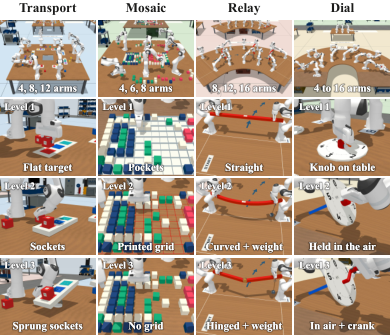 Transport Mosaic Relay Dial
4, 8, 12 arms 4, 6, 8 arms 8, 12, 16 arms 4 to 16 arms
Level 1 Level 1 Level 1 Level 1
Flat target Pockets Straight Knob on table
Level 2 Level 2 Level 2 Level 2
Sockets Printed grid Curved + weight Held in the air
Level 3 Level 3 Level 3 Level 3
Sprung sockets No grid Hinged + weight In air + crank